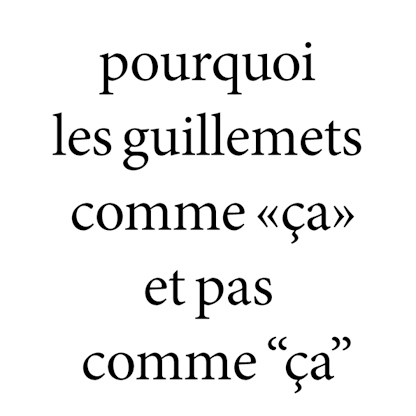 pourquoi
les guillemets
comme «ça»
et pas
comme “ça”